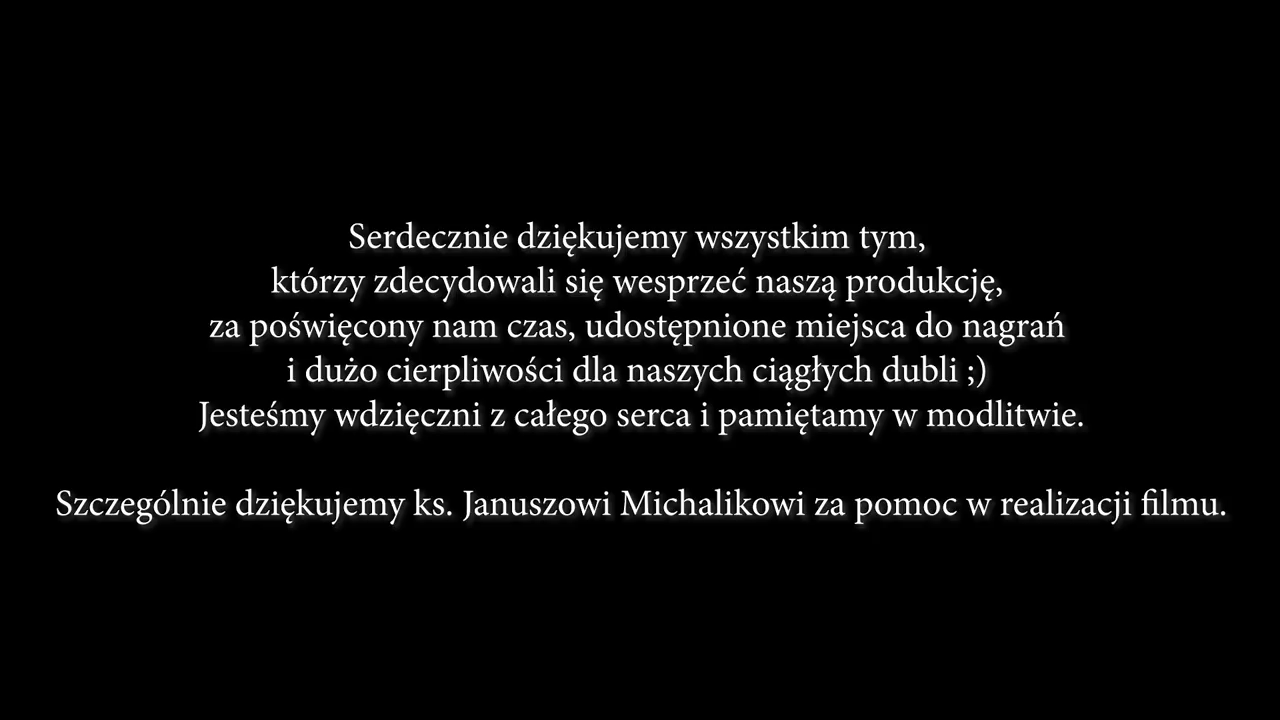 Serdecznie dziękujemy wszystkim tym,
którzy zdecydowali się wesprzeć naszą produkcję,
za poświęcony nam czas, udostępnione miejsca do nagrań
i dużo cierpliwości dla naszych ciągłych dubli ;)
Jesteśmy wdzięczni z całego serca i pamiętamy w modlitwie.
Szczególnie dziękujemy ks. Januszowi Michalikowi za pomoc w realizacji filmu.